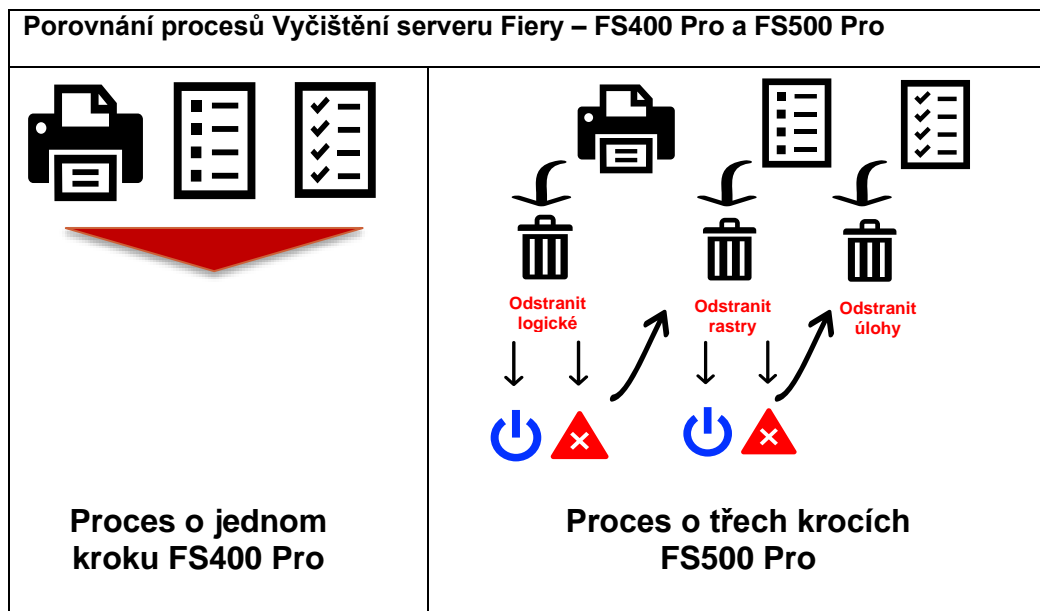 Porovnání procesů Vyčištění serveru Fiery – FS400 Pro a FS500 Pro
Odstranit
logické
Odstranit
rastry
Odstranit
úlohy
Proces o jednom
kroku FS400 Pro
Proces o třech krocích
FS500 Pro